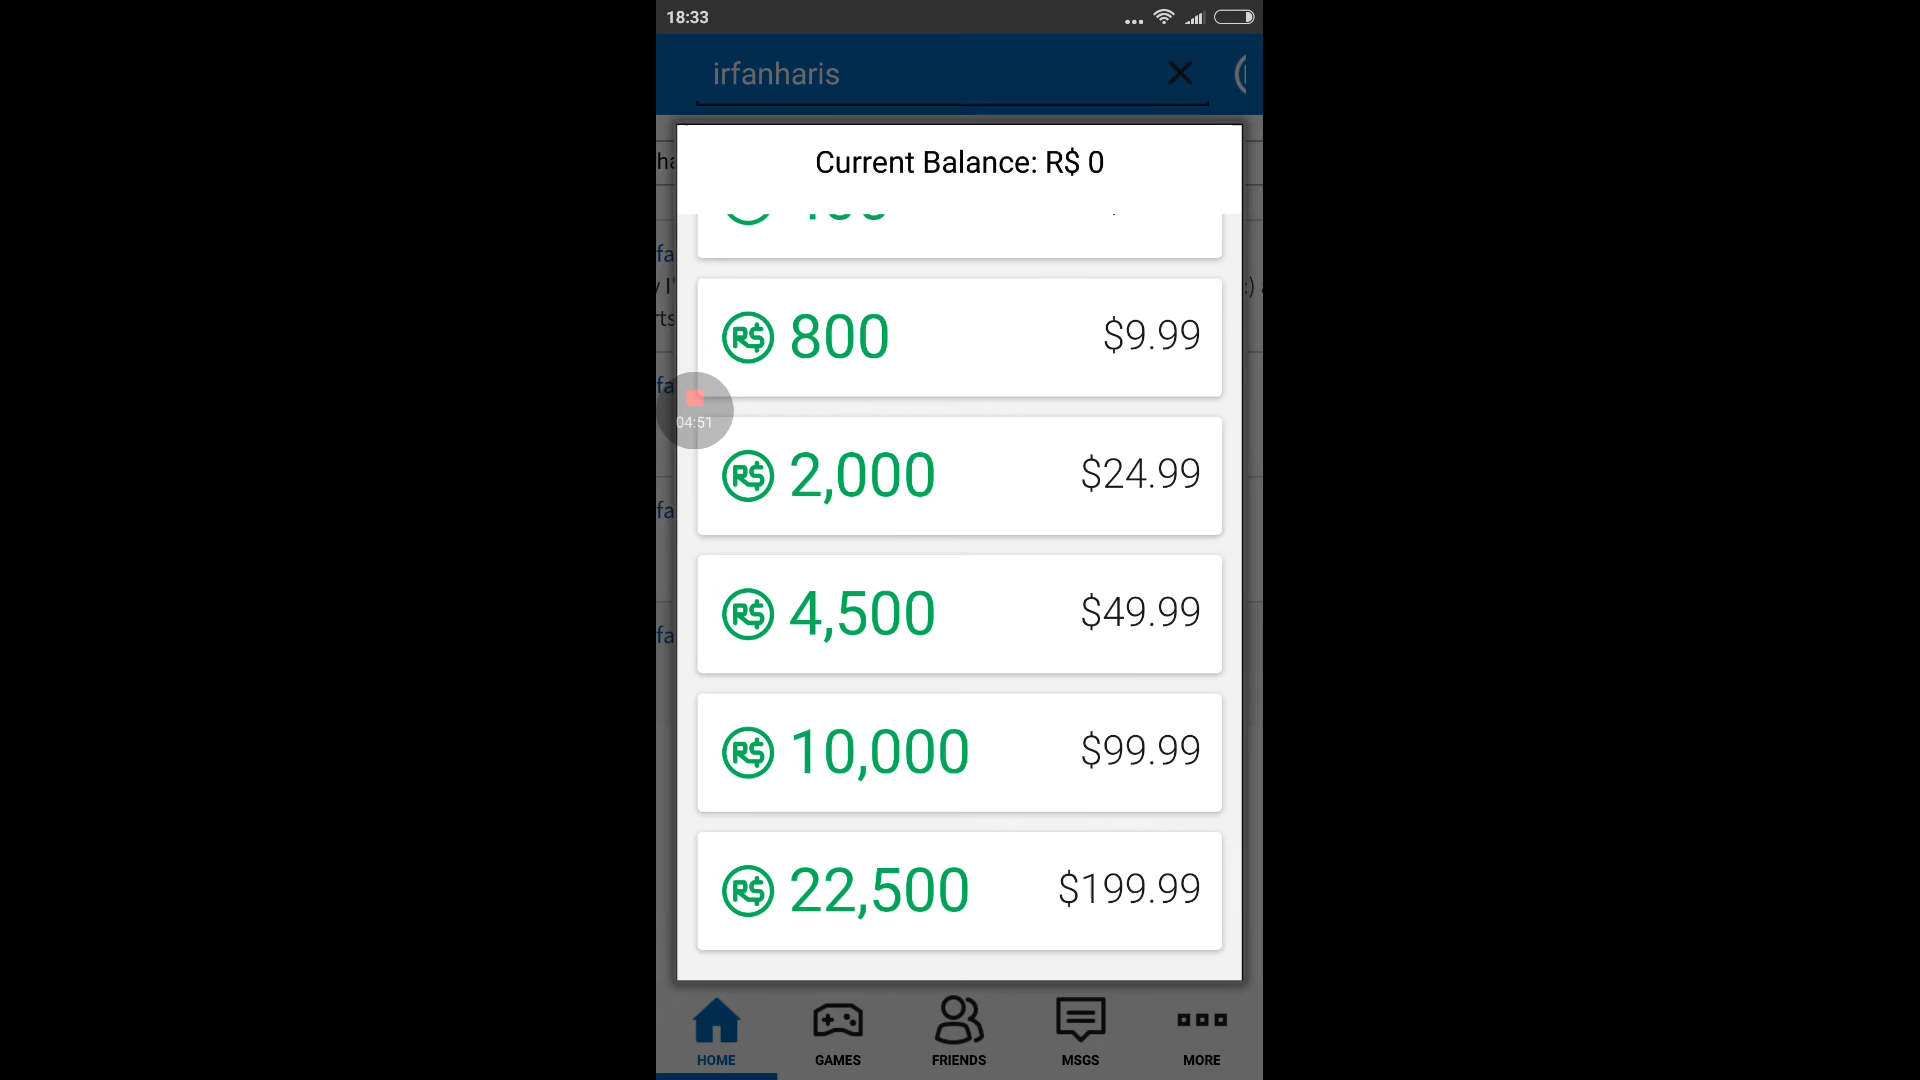 18:33
irfanharis
Current Balance: R$ 0
R$ 800 $9.99
04:51
R$ 2,000 $24.99
R$ 4,500 $49.99
R$ 10,000 $99.99
R$ 22,500 $199.99
HOME GAMES FRIENDS MSGS MORE